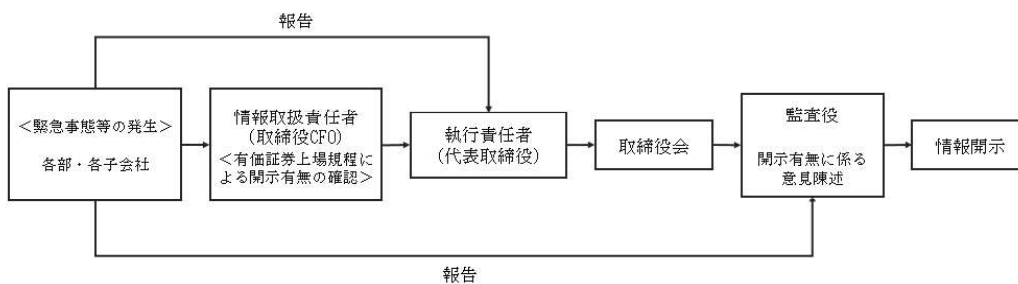 報告
＜緊急事態等の発生＞
各部・各子会社
情報取扱責任者
(取締役CFO)
＜有価証券上場規程に
よる開示有無の確認＞
執行責任者
(代表取締役)
取締役会
監査役
開示有無に係る
意見陳述
情報開示
報告